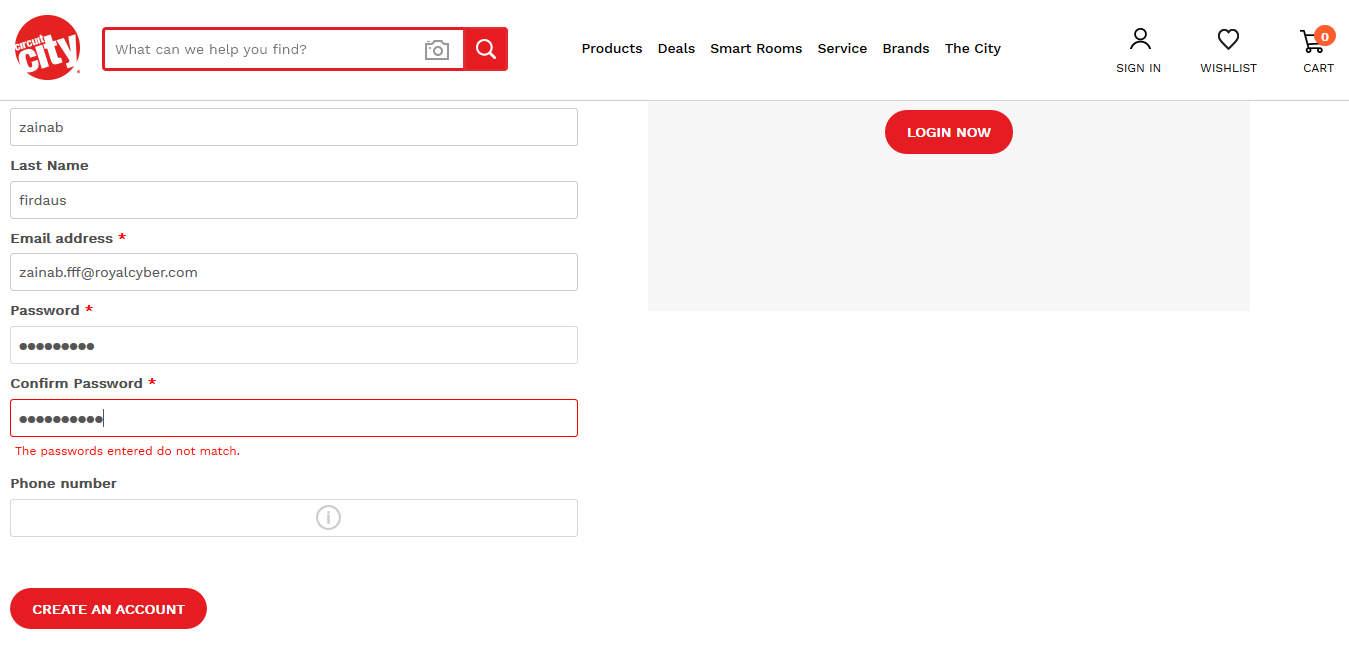 circuit
city
What can we help you find?
Products Deals Smart Rooms Service Brands The City
SIGN IN
WISHLIST
0
CART
zainab
Last Name
firdaus
Email address *
zainab.fff@royalcyber.com
Password *
●●●●●●●●●
Confirm Password *
●●●●●●●●●●
The passwords entered do not match.
Phone number
i
CREATE AN ACCOUNT
LOGIN NOW